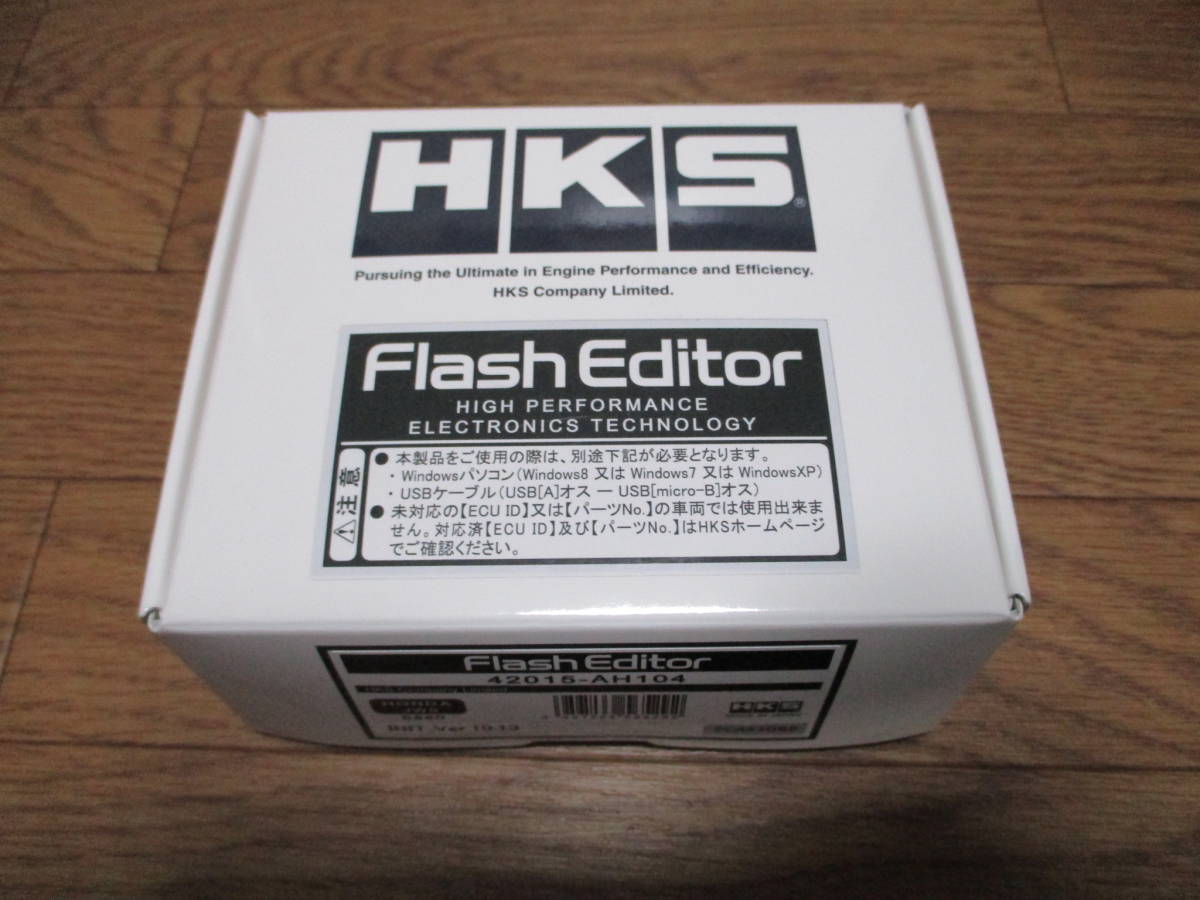 HKS®
Pursuing the Ultimate in Engine Performance and Efficiency.
HKS Company Limited.
Flash Editor
HIGH PERFORMANCE
ELECTRONICS TECHNOLOGY
⚠注意
● 本製品をご使用の際は、別途下記が必要となります。
・Windowsパソコン(Windows8 又は Windows7 又は WindowsXP)
・USBケーブル(USB[A]オス ー USB[micro-B]オス)
● 未対応の【ECU ID】又は【パーツNo.】の車両では使用出来ま
せん。対応済【ECU ID】及び【パーツNo.】はHKSホームページ
でご確認ください。
Flash Editor
42015-AH104
HKS Company Limited
HONDA
JW5
S660
HKS